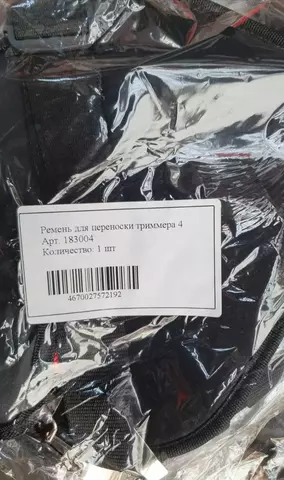 Ремень для переноски триммера 4
Арт. 183004
Количество: 1 шт
4670027572192